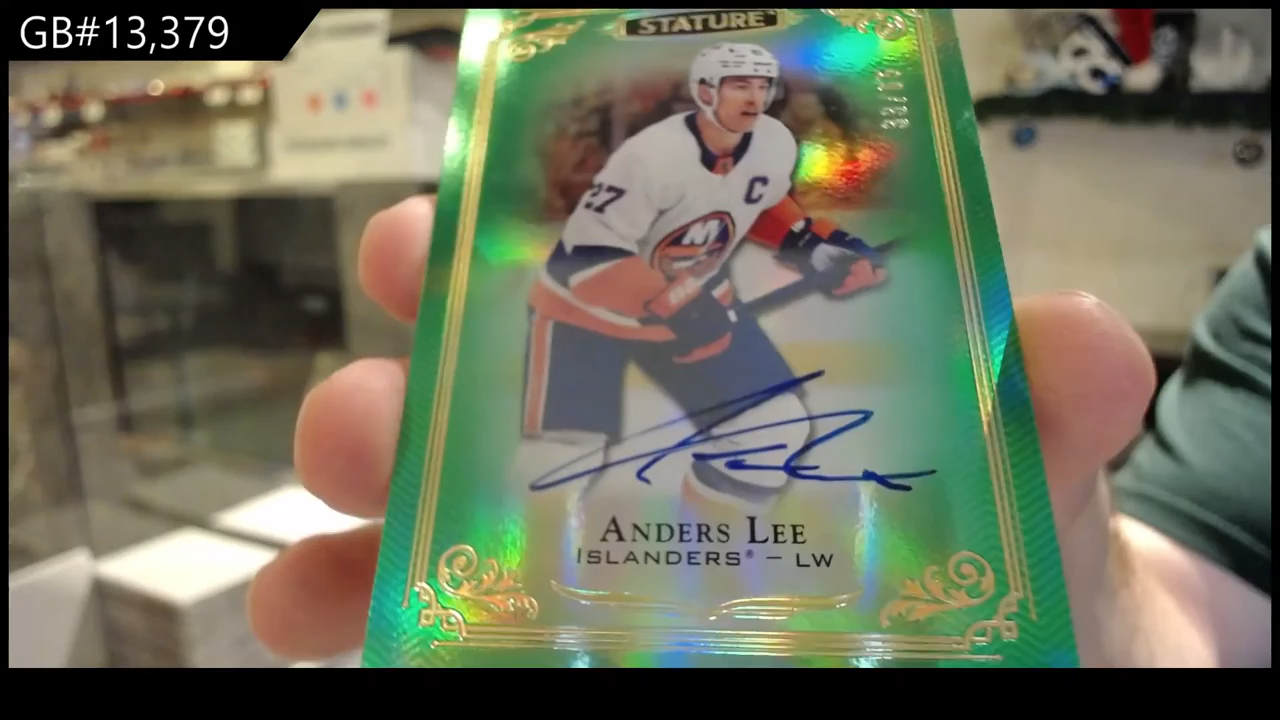 GB#13,379
STATURE
27
C
ANDERS LEE
ISLANDERS® – LW